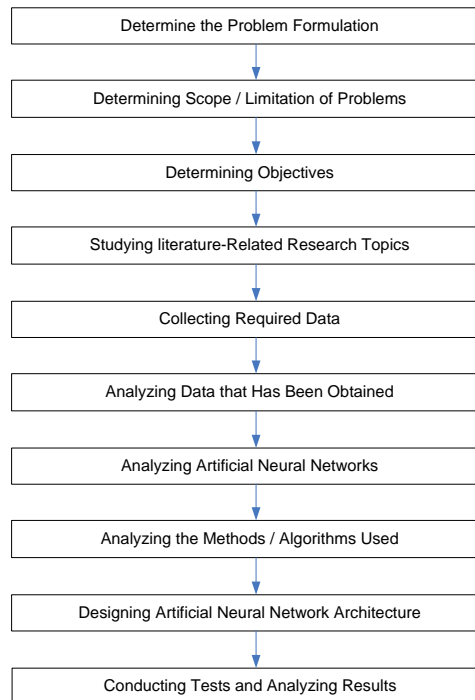 Determine the Problem Formulation
Determining Scope / Limitation of Problems
Determining Objectives
Studying literature-Related Research Topics
Collecting Required Data
Analyzing Data that Has Been Obtained
Analyzing Artificial Neural Networks
Analyzing the Methods / Algorithms Used
Designing Artificial Neural Network Architecture
Conducting Tests and Analyzing Results